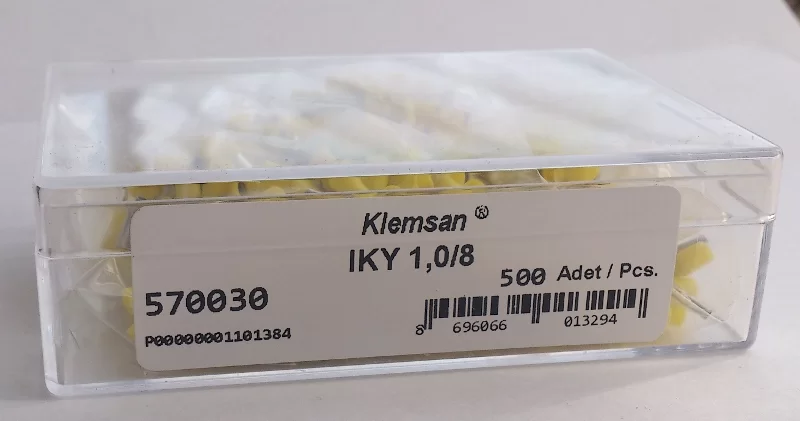 Klemsan ®
IKY 1,0/8
500 Adet / Pcs.
570030
P00000001101384
8 696066 013294